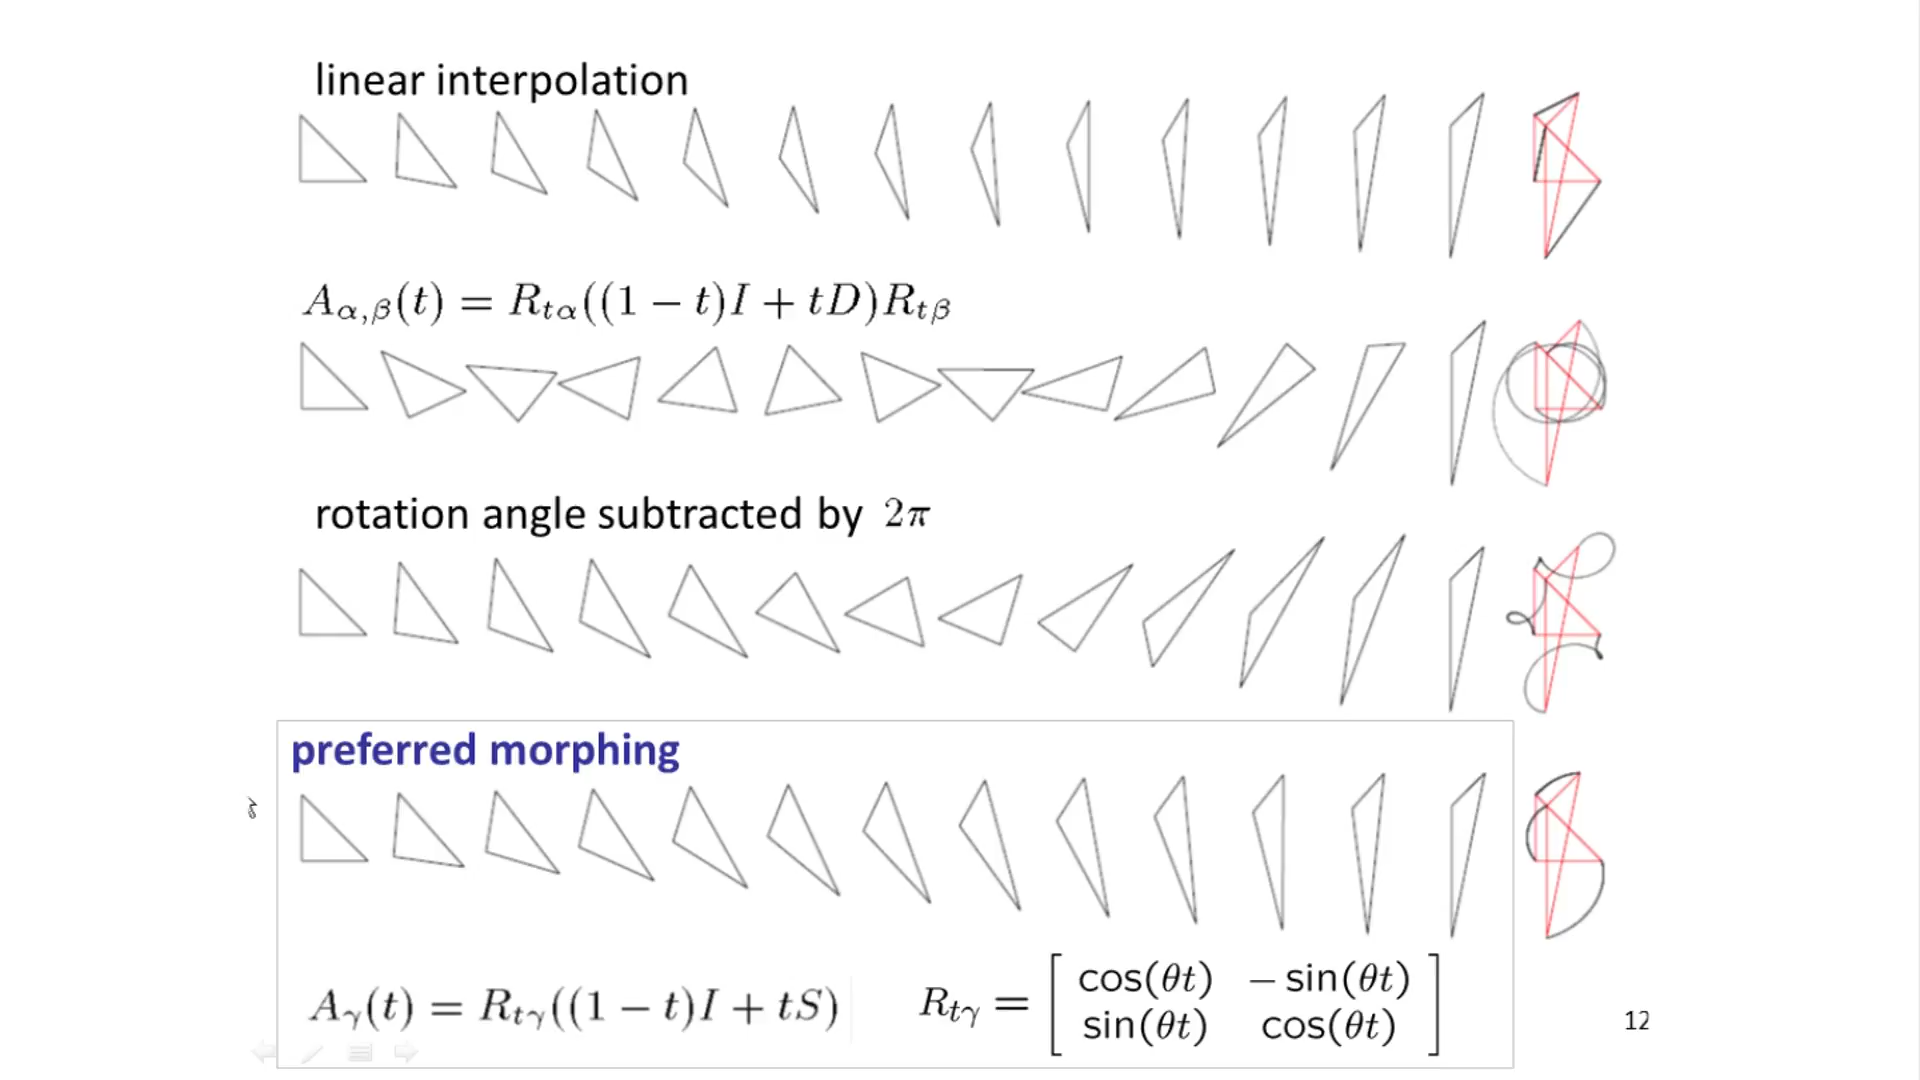 linear interpolation
A_{α,β}(t) = R_{tα}((1 − t)I + tD)R_{tβ}
rotation angle subtracted by 2π
preferred morphing
A_γ(t) = R_{tγ}((1 − t)I + tS)
R_{tγ} = [ cos(θt) − sin(θt)
sin(θt) cos(θt) ]
12